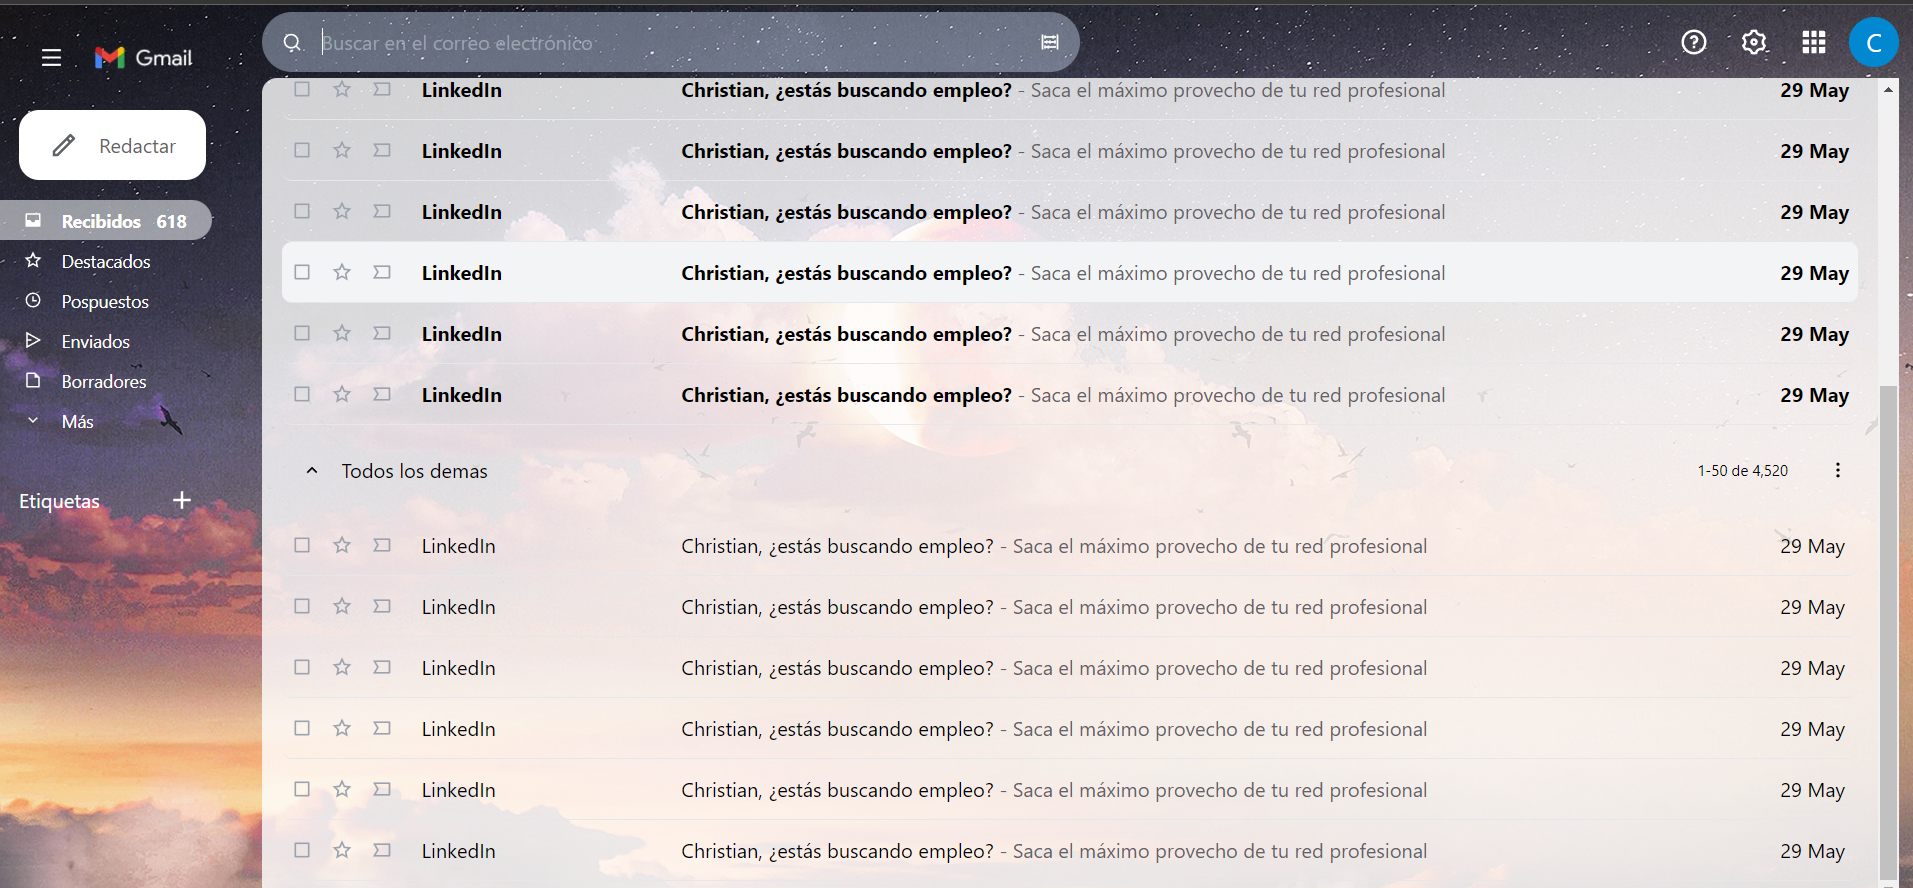 Gmail
Buscar en el correo electrónico
C
Redactar
Recibidos 618
Destacados
Pospuestos
Enviados
Borradores
Más
Etiquetas
LinkedIn Christian, ¿estás buscando empleo? - Saca el máximo provecho de tu red profesional 29 May
LinkedIn Christian, ¿estás buscando empleo? - Saca el máximo provecho de tu red profesional 29 May
LinkedIn Christian, ¿estás buscando empleo? - Saca el máximo provecho de tu red profesional 29 May
LinkedIn Christian, ¿estás buscando empleo? - Saca el máximo provecho de tu red profesional 29 May
LinkedIn Christian, ¿estás buscando empleo? - Saca el máximo provecho de tu red profesional 29 May
LinkedIn Christian, ¿estás buscando empleo? - Saca el máximo provecho de tu red profesional 29 May
Todos los demas 1-50 de 4,520
LinkedIn Christian, ¿estás buscando empleo? - Saca el máximo provecho de tu red profesional 29 May
LinkedIn Christian, ¿estás buscando empleo? - Saca el máximo provecho de tu red profesional 29 May
LinkedIn Christian, ¿estás buscando empleo? - Saca el máximo provecho de tu red profesional 29 May
LinkedIn Christian, ¿estás buscando empleo? - Saca el máximo provecho de tu red profesional 29 May
LinkedIn Christian, ¿estás buscando empleo? - Saca el máximo provecho de tu red profesional 29 May
LinkedIn Christian, ¿estás buscando empleo? - Saca el máximo provecho de tu red profesional 29 May